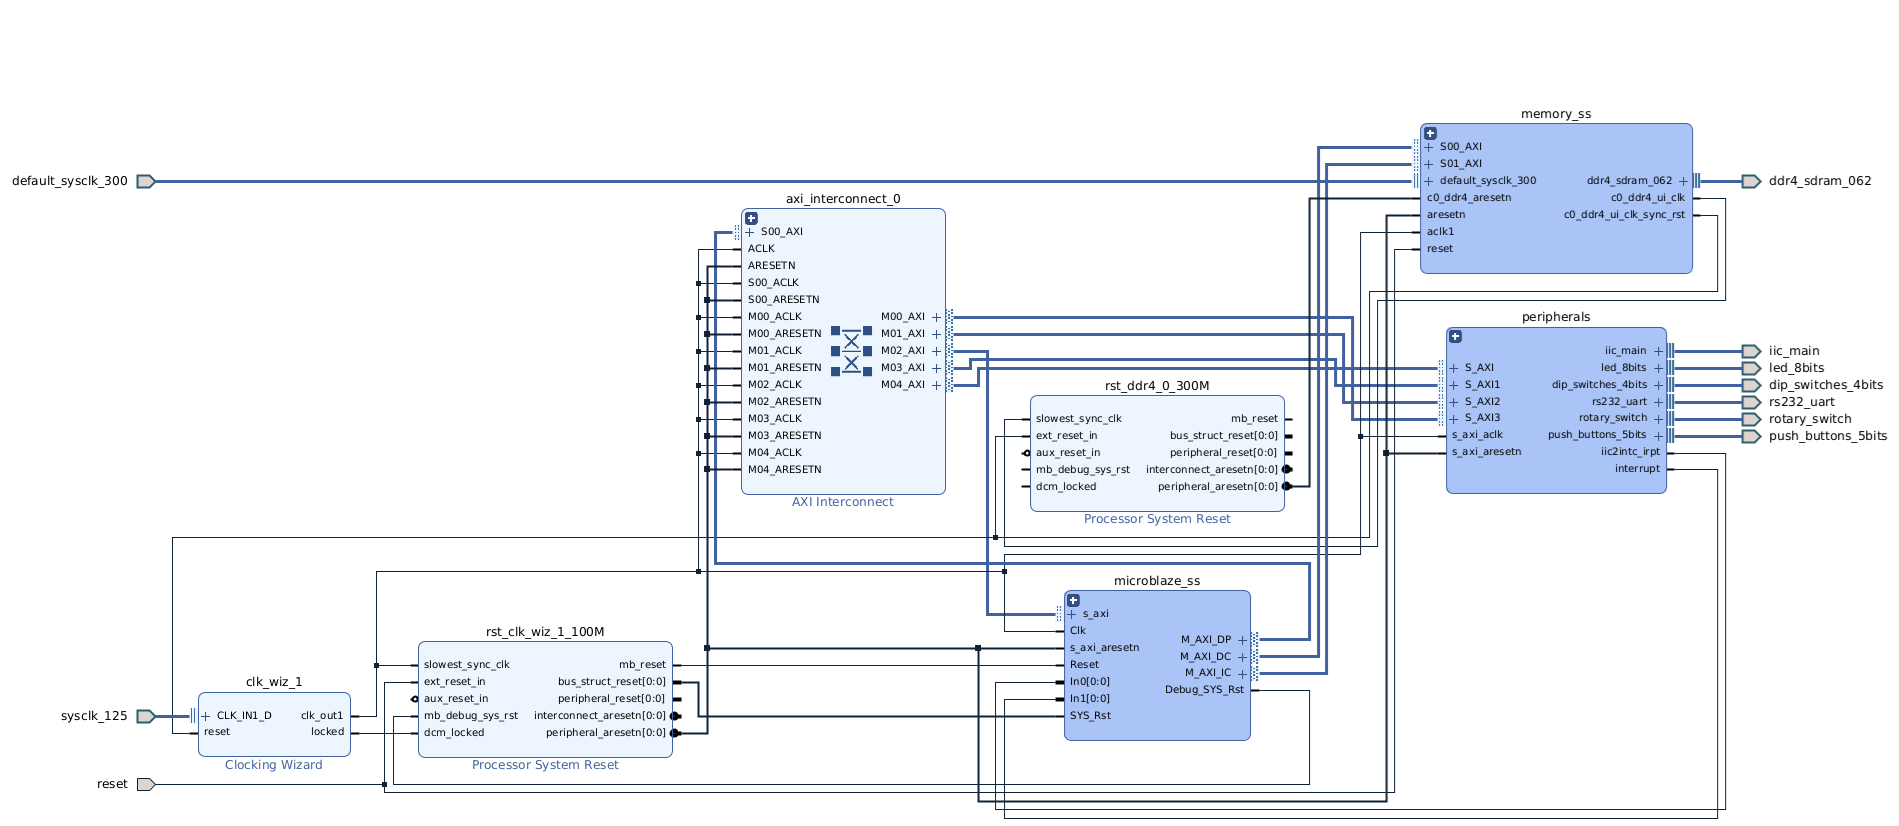 memory_ss
S00_AXI
S01_AXI
default_sysclk_300
c0_ddr4_aresetn
aresetn
aclk1
reset
ddr4_sdram_062
c0_ddr4_ui_clk
c0_ddr4_ui_clk_sync_rst
default_sysclk_300
ddr4_sdram_062
axi_interconnect_0
S00_AXI
ACLK
ARESETN
S00_ACLK
S00_ARESETN
M00_ACLK
M00_ARESETN
M01_ACLK
M01_ARESETN
M02_ACLK
M02_ARESETN
M03_ACLK
M03_ARESETN
M04_ACLK
M04_ARESETN
M00_AXI
M01_AXI
M02_AXI
M03_AXI
M04_AXI
AXI Interconnect
peripherals
S_AXI
S_AXI1
S_AXI2
S_AXI3
s_axi_aclk
s_axi_aresetn
iic_main
led_8bits
dip_switches_4bits
rs232_uart
rotary_switch
push_buttons_5bits
iic2intc_irpt
interrupt
iic_main
led_8bits
dip_switches_4bits
rs232_uart
rotary_switch
push_buttons_5bits
rst_ddr4_0_300M
slowest_sync_clk
ext_reset_in
aux_reset_in
mb_debug_sys_rst
dcm_locked
mb_reset
bus_struct_reset[0:0]
peripheral_reset[0:0]
interconnect_aresetn[0:0]
peripheral_aresetn[0:0]
Processor System Reset
microblaze_ss
s_axi
Clk
s_axi_aresetn
Reset
In0[0:0]
In1[0:0]
SYS_Rst
M_AXI_DP
M_AXI_DC
M_AXI_IC
Debug_SYS_Rst
rst_clk_wiz_1_100M
slowest_sync_clk
ext_reset_in
aux_reset_in
mb_debug_sys_rst
dcm_locked
mb_reset
bus_struct_reset[0:0]
peripheral_reset[0:0]
interconnect_aresetn[0:0]
peripheral_aresetn[0:0]
Processor System Reset
clk_wiz_1
CLK_IN1_D
reset
clk_out1
locked
Clocking Wizard
sysclk_125
reset